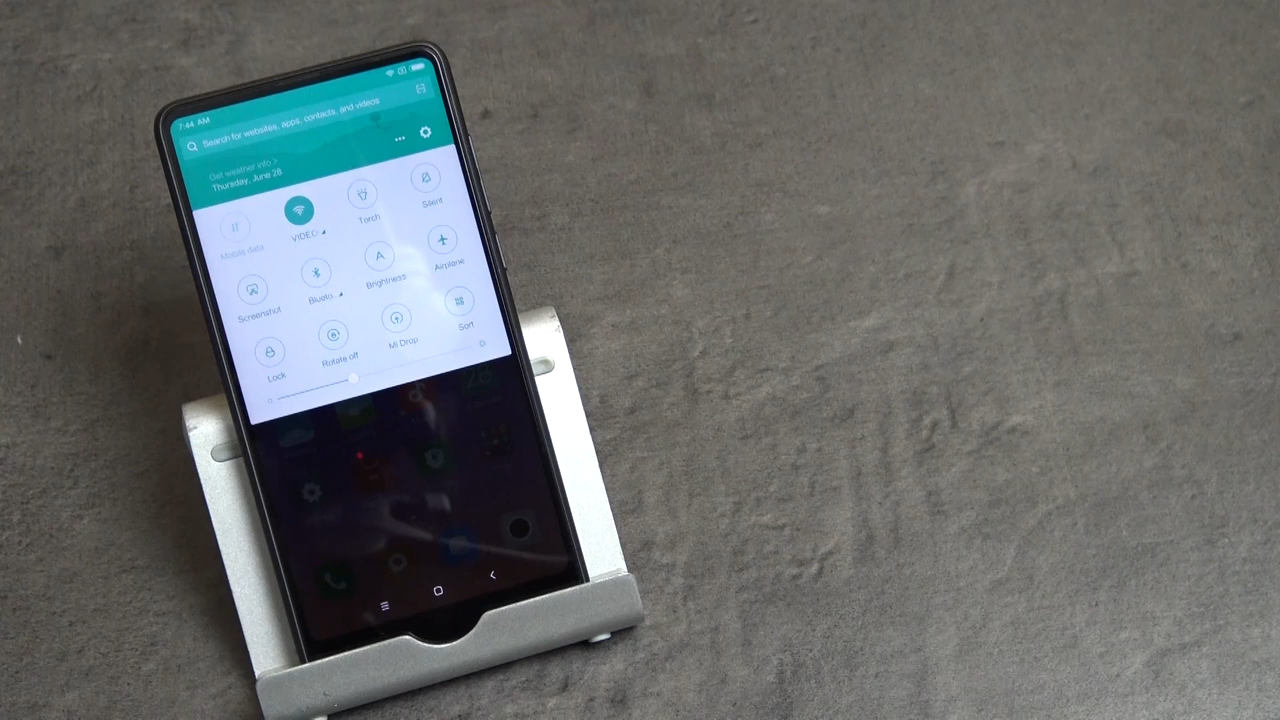 7:44 AM
Search for websites, apps, contacts, and videos
Get weather info >
Thursday, June 28
Mobile data
VIDEO
Torch
Silent
Screenshot
Blueto...
Brightness
Airplane
Lock
Rotate off
Mi Drop
Sort